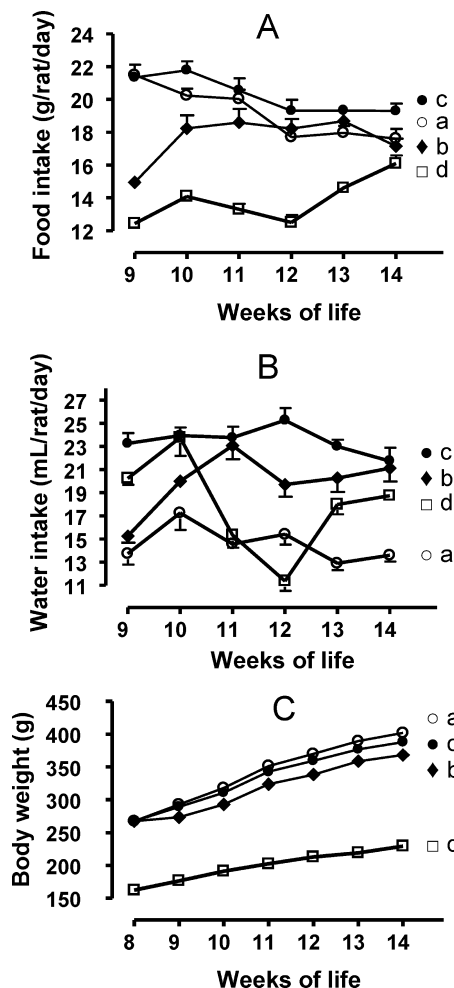 A
Food intake (g/rat/day)
24
22
20
18
16
14
12
c
a
b
d
9 10 11 12 13 14
Weeks of life
B
Water intake (mL/rat/day)
27
25
23
21
19
17
15
13
11
c
b
d
a
9 10 11 12 13 14
Weeks of life
C
Body weight (g)
450
400
350
300
250
200
150
a
c
b
8 9 10 11 12 13 14
Weeks of life